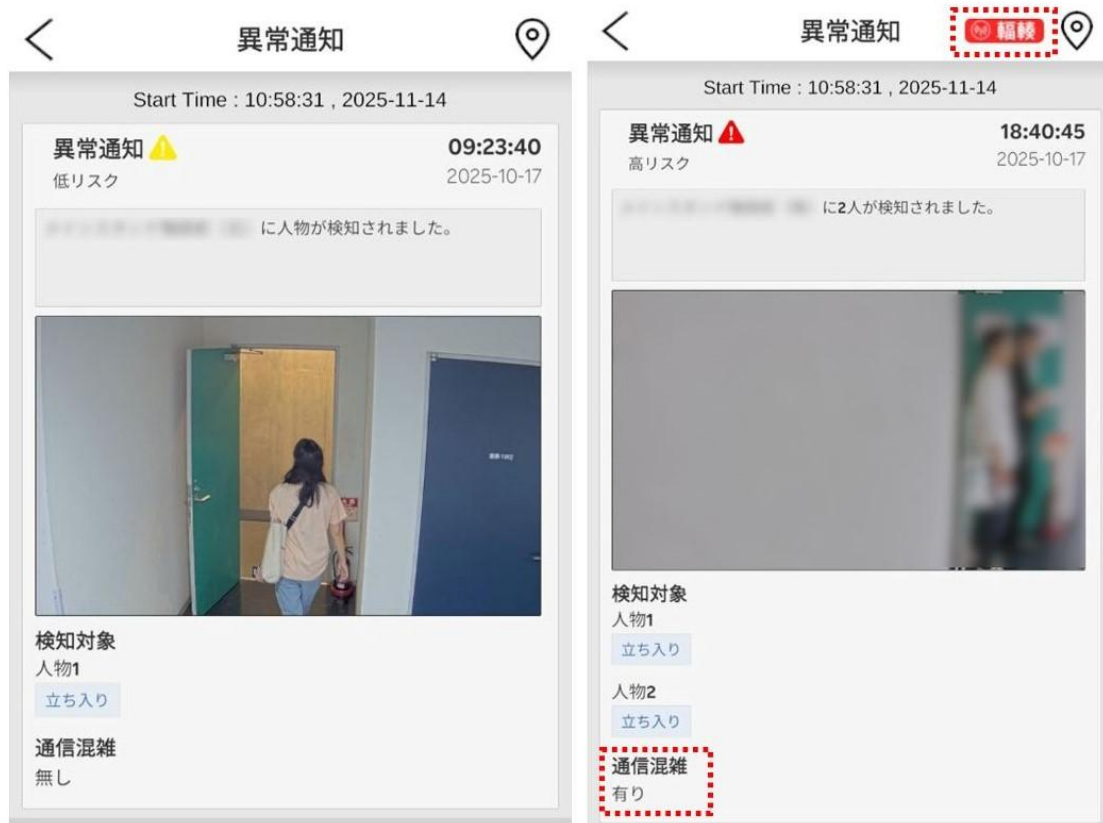 異常通知
Start Time : 10:58:31 , 2025-11-14
異常通知
09:23:40
低リスク
2025-10-17
に人物が検知されました。
検知対象
人物1
立ち入り
通信混雑
無し
異常通知
輻輳
Start Time : 10:58:31 , 2025-11-14
異常通知
18:40:45
高リスク
2025-10-17
に2人が検知されました。
検知対象
人物1
立ち入り
人物2
立ち入り
通信混雑
有り